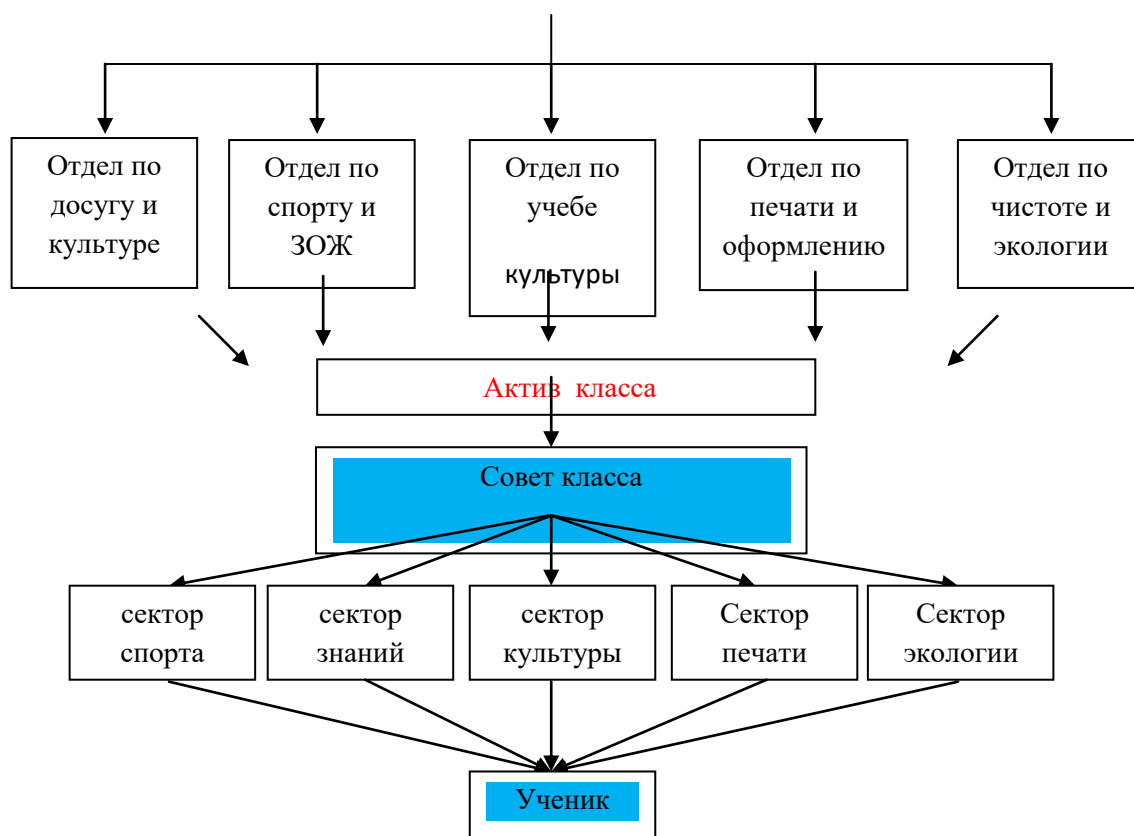 Отдел по
досугу и
культуре
Отдел по
спорту и
ЗОЖ
Отдел по
учебе
культуры
Отдел по
печати и
оформлению
Отдел по
чистоте и
экологии
Актив класса
Совет класса
сектор
спорта
сектор
знаний
сектор
культуры
Сектор
печати
Сектор
экологии
Ученик